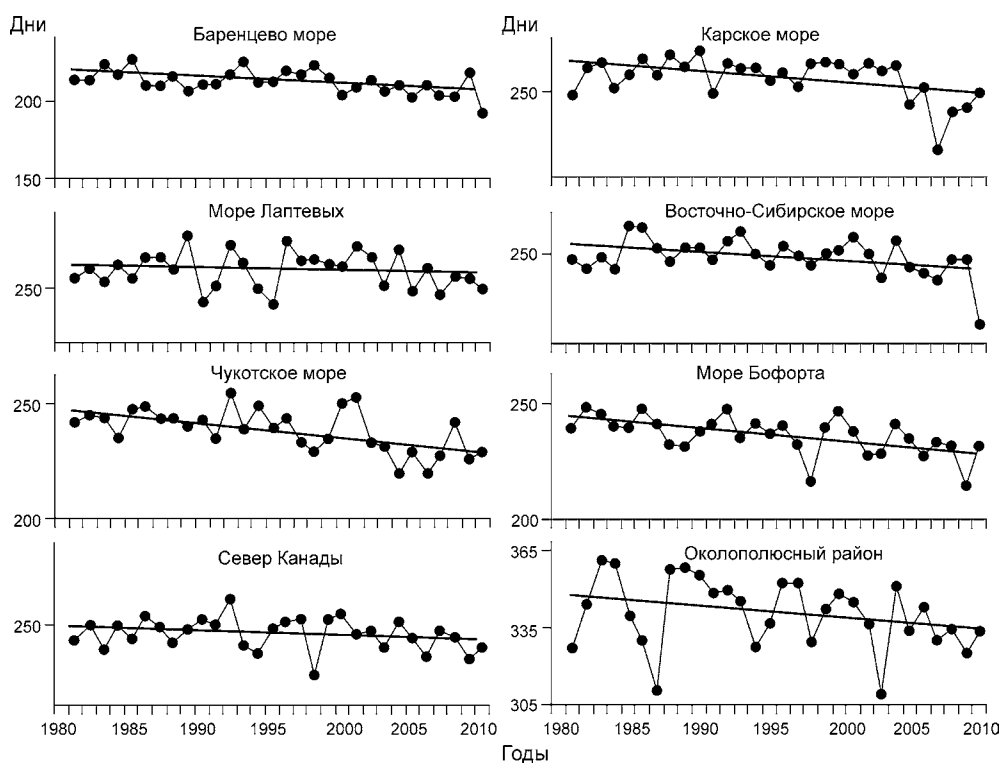 Дни
Дни
Баренцево море
Карское море
200
150
250
Море Лаптевых
Восточно-Сибирское море
250
250
Чукотское море
Море Бофорта
250
200
250
200
Север Канады
Околополюсный район
250
365
335
305
1980 1985 1990 1995 2000 2005 2010
1980 1985 1990 1995 2000 2005 2010
Годы